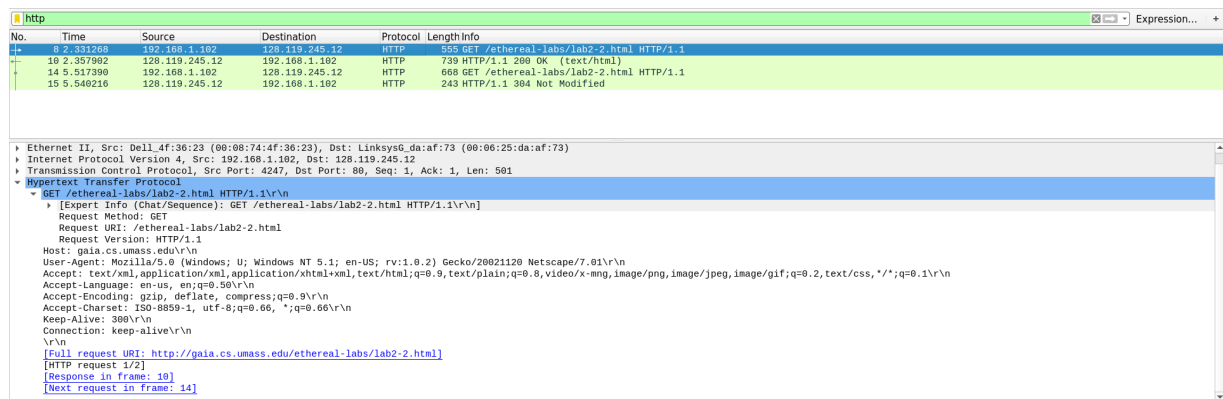 http
Expression... +
No. Time Source Destination Protocol Length Info
8 2.331268 192.168.1.102 128.119.245.12 HTTP 555 GET /ethereal-labs/lab2-2.html HTTP/1.1
10 2.357902 128.119.245.12 192.168.1.102 HTTP 739 HTTP/1.1 200 OK (text/html)
14 5.517390 192.168.1.102 128.119.245.12 HTTP 668 GET /ethereal-labs/lab2-2.html HTTP/1.1
15 5.540216 128.119.245.12 192.168.1.102 HTTP 243 HTTP/1.1 304 Not Modified
Ethernet II, Src: Dell_4f:36:23 (00:08:74:4f:36:23), Dst: LinksysG_da:af:73 (00:06:25:da:af:73)
Internet Protocol Version 4, Src: 192.168.1.102, Dst: 128.119.245.12
Transmission Control Protocol, Src Port: 4247, Dst Port: 80, Seq: 1, Ack: 1, Len: 501
Hypertext Transfer Protocol
GET /ethereal-labs/lab2-2.html HTTP/1.1\r\n
[Expert Info (Chat/Sequence): GET /ethereal-labs/lab2-2.html HTTP/1.1\r\n]
Request Method: GET
Request URI: /ethereal-labs/lab2-2.html
Request Version: HTTP/1.1
Host: gaia.cs.umass.edu\r\n
User-Agent: Mozilla/5.0 (Windows; U; Windows NT 5.1; en-US; rv:1.0.2) Gecko/20021120 Netscape/7.01\r\n
Accept: text/xml,application/xml,application/xhtml+xml,text/html;q=0.9,text/plain;q=0.8,video/x-mng,image/png,image/jpeg,image/gif;q=0.2,text/css,*/*;q=0.1\r\n
Accept-Language: en-us, en;q=0.50\r\n
Accept-Encoding: gzip, deflate, compress;q=0.9\r\n
Accept-Charset: ISO-8859-1, utf-8;q=0.66, *;q=0.66\r\n
Keep-Alive: 300\r\n
Connection: keep-alive\r\n
\r\n
[Full request URI: http://gaia.cs.umass.edu/ethereal-labs/lab2-2.html]
[HTTP request 1/2]
[Response in frame: 10]
[Next request in frame: 14]